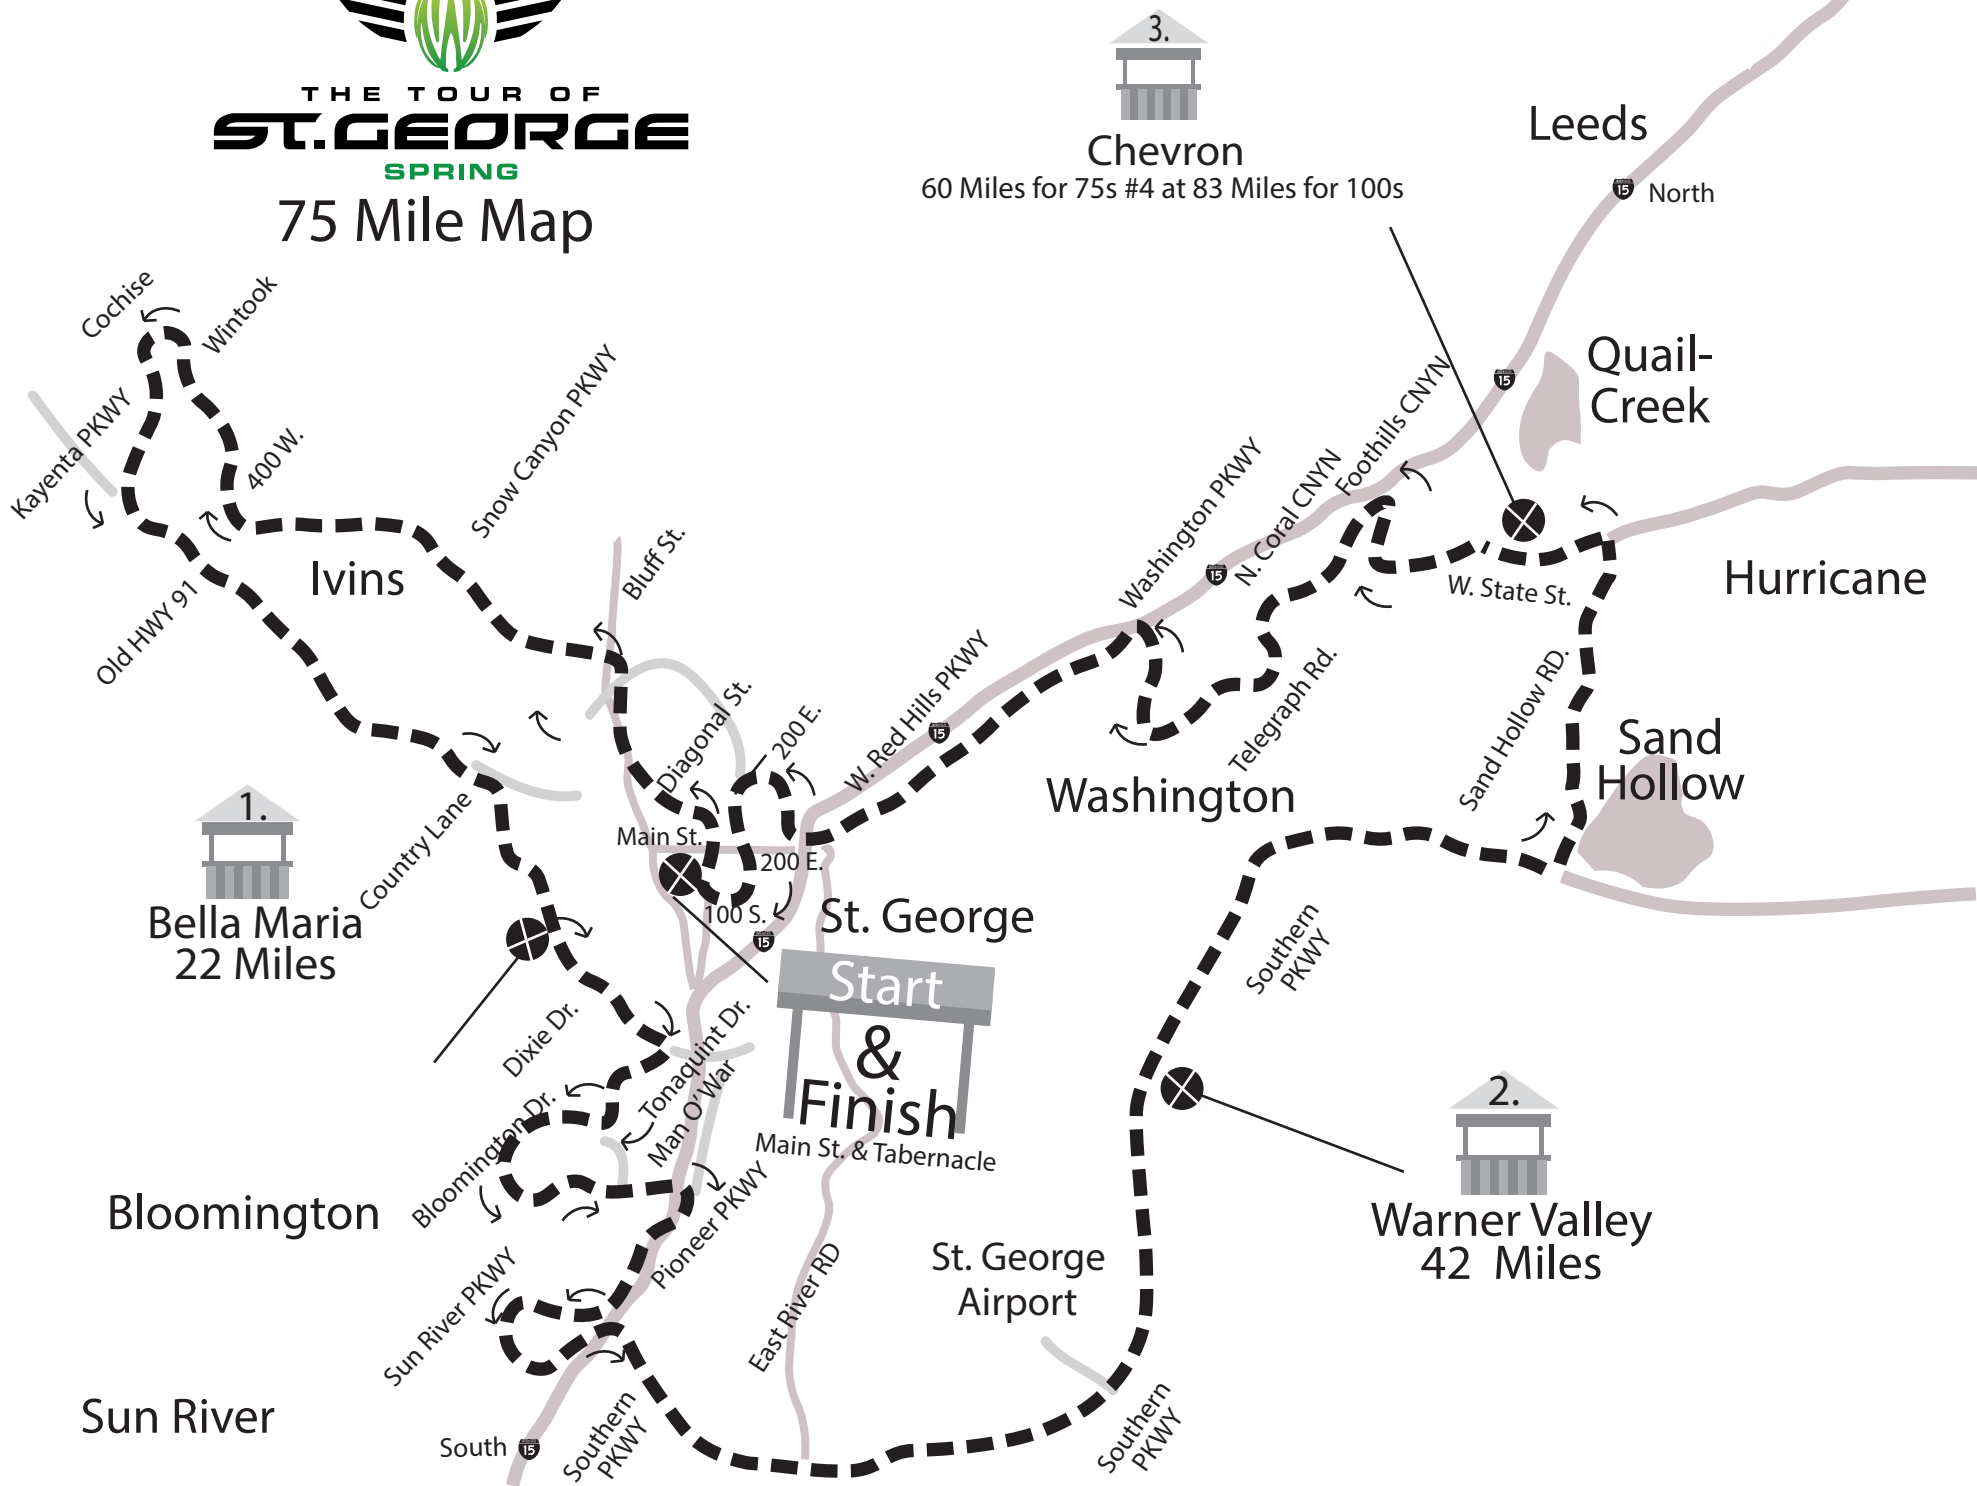 THE TOUR OF
ST.GEORGE
SPRING
75 Mile Map
3.
Chevron
60 Miles for 75s #4 at 83 Miles for 100s
Leeds
15
North
Cochise
Wintook
Kayenta PKWY
400 W.
Snow Canyon PKWY
Ivins
Old HWY 91
Bluff St.
Quail-
Creek
15
Foothills CNYN
N. Coral CNYN
Washington PKWY
15
W. State St.
Hurricane
Sand Hollow RD.
Sand
Hollow
Telegraph Rd.
Washington
W. Red Hills PKWY
15
200 E.
Diagonal St.
Main St.
200 E.
100 S.
15
St. George
1.
Bella Maria
22 Miles
Country Lane
Dixie Dr.
Start
&
Finish
Main St. & Tabernacle
Tonaquint Dr.
Man O' War
Bloomington Dr.
Bloomington
Pioneer PKWY
Sun River PKWY
Sun River
South
15
Southern
PKWY
East River RD
St. George
Airport
Southern
PKWY
Southern
PKWY
2.
Warner Valley
42 Miles